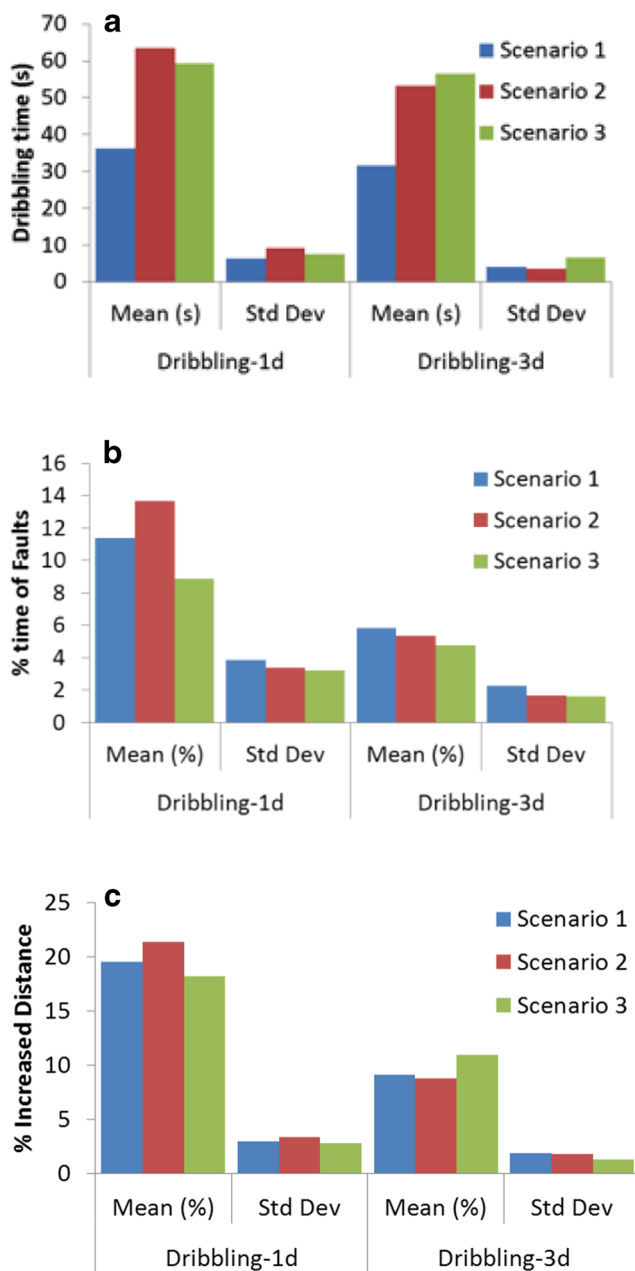 a
70
60
50
40
30
20
10
0
Dribbling time (s)
Scenario 1
Scenario 2
Scenario 3
Mean (s) Std Dev Mean (s) Std Dev
Dribbling-1d Dribbling-3d
b
16
14
12
10
8
6
4
2
0
% time of Faults
Scenario 1
Scenario 2
Scenario 3
Mean (%) Std Dev Mean (%) Std Dev
Dribbling-1d Dribbling-3d
c
25
20
15
10
5
0
% Increased Distance
Scenario 1
Scenario 2
Scenario 3
Mean (%) Std Dev Mean (%) Std Dev
Dribbling-1d Dribbling-3d